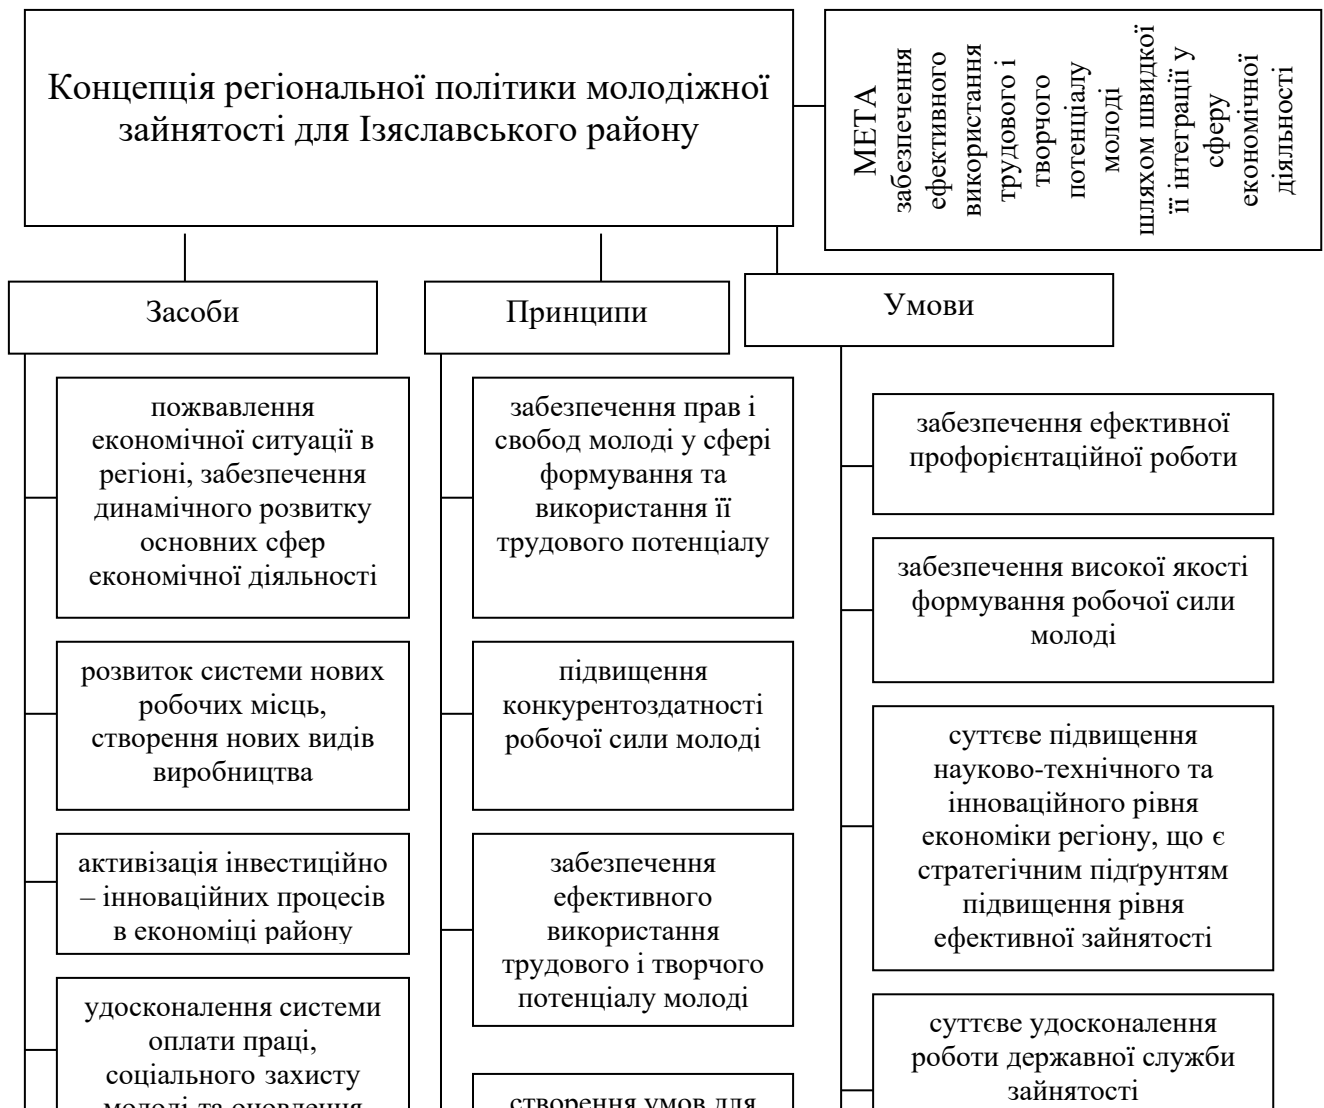 Концепція регіональної політики молодіжної
зайнятості для Ізяславського району
МЕТА
забезпечення
ефективного
використання
трудового і
творчого
потенціалу
молоді
шляхом швидкої
її інтеграції у
сферу
економічної
діяльності
Засоби
пожвавлення
економічної ситуації в
регіоні, забезпечення
динамічного розвитку
основних сфер
економічної діяльності
розвиток системи нових
робочих місць,
створення нових видів
виробництва
активізація інвестиційно
– інноваційних процесів
в економіці району
удосконалення системи
оплати праці,
соціального захисту
молоді та оновлення
Принципи
забезпечення прав і
свобод молоді у сфері
формування та
використання її
трудового потенціалу
підвищення
конкурентоздатності
робочої сили молоді
забезпечення
ефективного
використання
трудового і творчого
потенціалу молоді
створення умов для
Умови
забезпечення ефективної
профорієнтаційної роботи
забезпечення високої якості
формування робочої сили
молоді
суттєве підвищення
науково-технічного та
інноваційного рівня
економіки регіону, що є
стратегічним підґрунтям
підвищення рівня
ефективної зайнятості
суттєве удосконалення
роботи державної служби
зайнятості